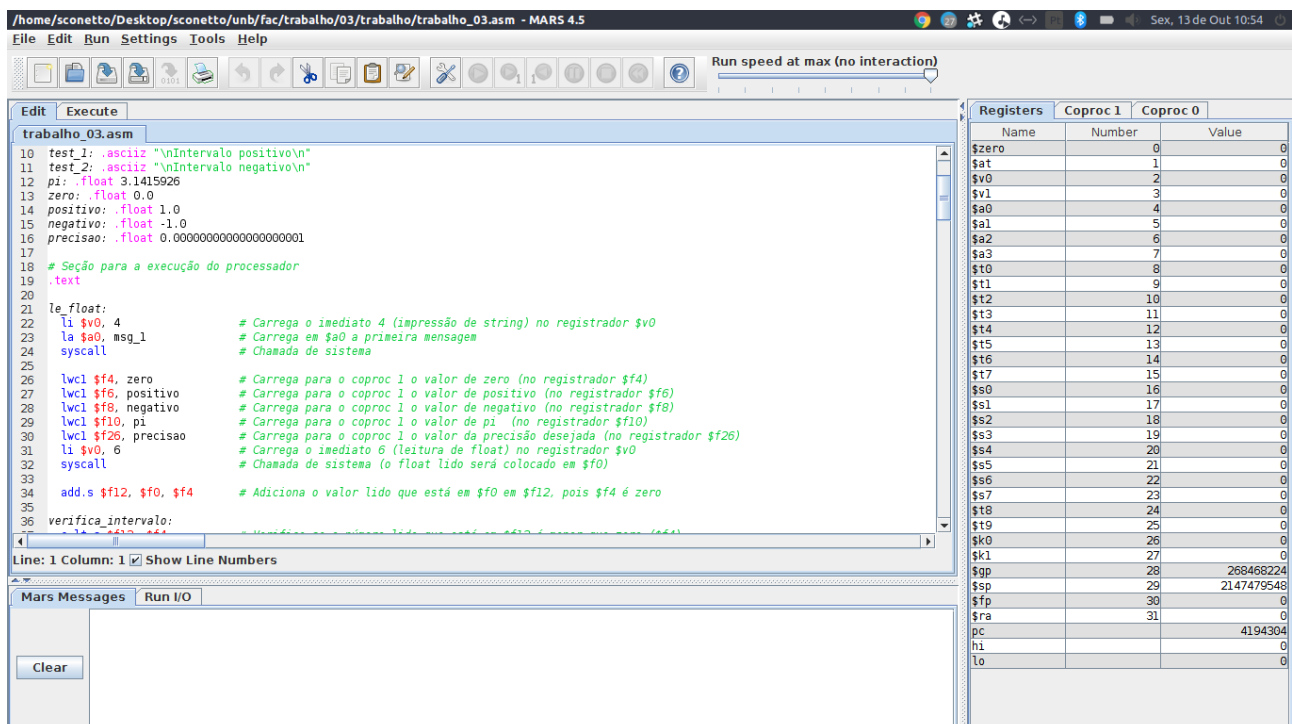 /home/sconetto/Desktop/sconetto/unb/fac/trabalho/03/trabalho/trabalho_03.asm - MARS 4.5
27
Pt
Sex, 13 de Out 10:54
File Edit Run Settings Tools Help
Run speed at max (no interaction)
Edit Execute
trabalho_03.asm
10 test_1: .asciiz "\nIntervalo positivo\n"
11 test_2: .asciiz "\nIntervalo negativo\n"
12 pi: .float 3.1415926
13 zero: .float 0.0
14 positivo: .float 1.0
15 negativo: .float -1.0
16 precisao: .float 0.00000000000000000001
17
18 # Seção para a execução do processador
19 .text
20
21 le_float:
22 li $v0, 4 # Carrega o imediato 4 (impressão de string) no registrador $v0
23 la $a0, msg_1 # Carrega em $a0 a primeira mensagem
24 syscall # Chamada de sistema
25
26 lwc1 $f4, zero # Carrega para o coproc 1 o valor de zero (no registrador $f4)
27 lwc1 $f6, positivo # Carrega para o coproc 1 o valor de positivo (no registrador $f6)
28 lwc1 $f8, negativo # Carrega para o coproc 1 o valor de negativo (no registrador $f8)
29 lwc1 $f10, pi # Carrega para o coproc 1 o valor de pi (no registrador $f10)
30 lwc1 $f26, precisao # Carrega para o coproc 1 o valor da precisão desejada (no registrador $f26)
31 li $v0, 6 # Carrega o imediato 6 (leitura de float) no registrador $v0
32 syscall # Chamada de sistema (o float lido será colocado em $f0)
33
34 add.s $f12, $f0, $f4 # Adiciona o valor lido que está em $f0 em $f12, pois $f4 é zero
35
36 verifica_intervalo:
Line: 1 Column: 1 Show Line Numbers
Mars Messages Run I/O
Clear
Registers Coproc 1 Coproc 0
Name Number Value
$zero 0 0
$at 1 0
$v0 2 0
$v1 3 0
$a0 4 0
$a1 5 0
$a2 6 0
$a3 7 0
$t0 8 0
$t1 9 0
$t2 10 0
$t3 11 0
$t4 12 0
$t5 13 0
$t6 14 0
$t7 15 0
$s0 16 0
$s1 17 0
$s2 18 0
$s3 19 0
$s4 20 0
$s5 21 0
$s6 22 0
$s7 23 0
$t8 24 0
$t9 25 0
$k0 26 0
$k1 27 0
$gp 28 268468224
$sp 29 2147479548
$fp 30 0
$ra 31 0
pc 4194304
hi 0
lo 0